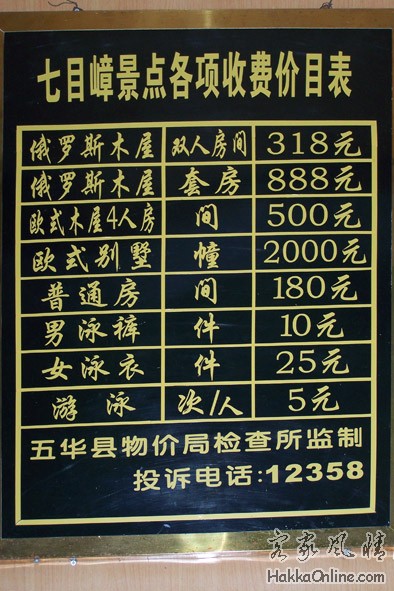 七目嶂景点各项收费价目表
俄罗斯木屋 双人房间 318元
俄罗斯木屋 套房 888元
欧式木屋4人房 间 500元
欧式别墅 幢 2000元
普通房 间 180元
男泳裤 件 10元
女泳衣 件 25元
游泳 次/人 5元
五华县物价局检查所监制
投诉电话:12358
客家风情
HakkaOnline.com